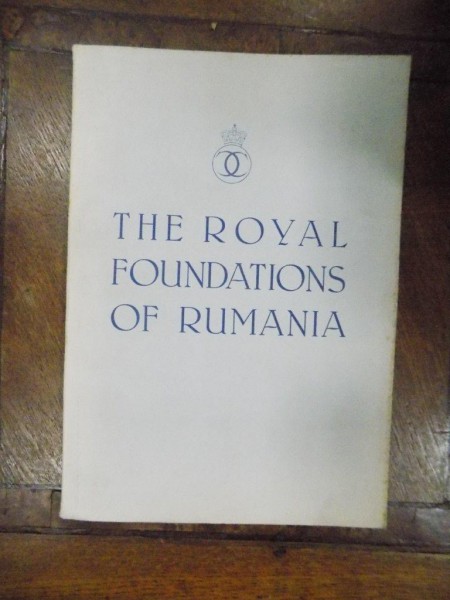 THE ROYAL
FOUNDATIONS
OF RUMANIA